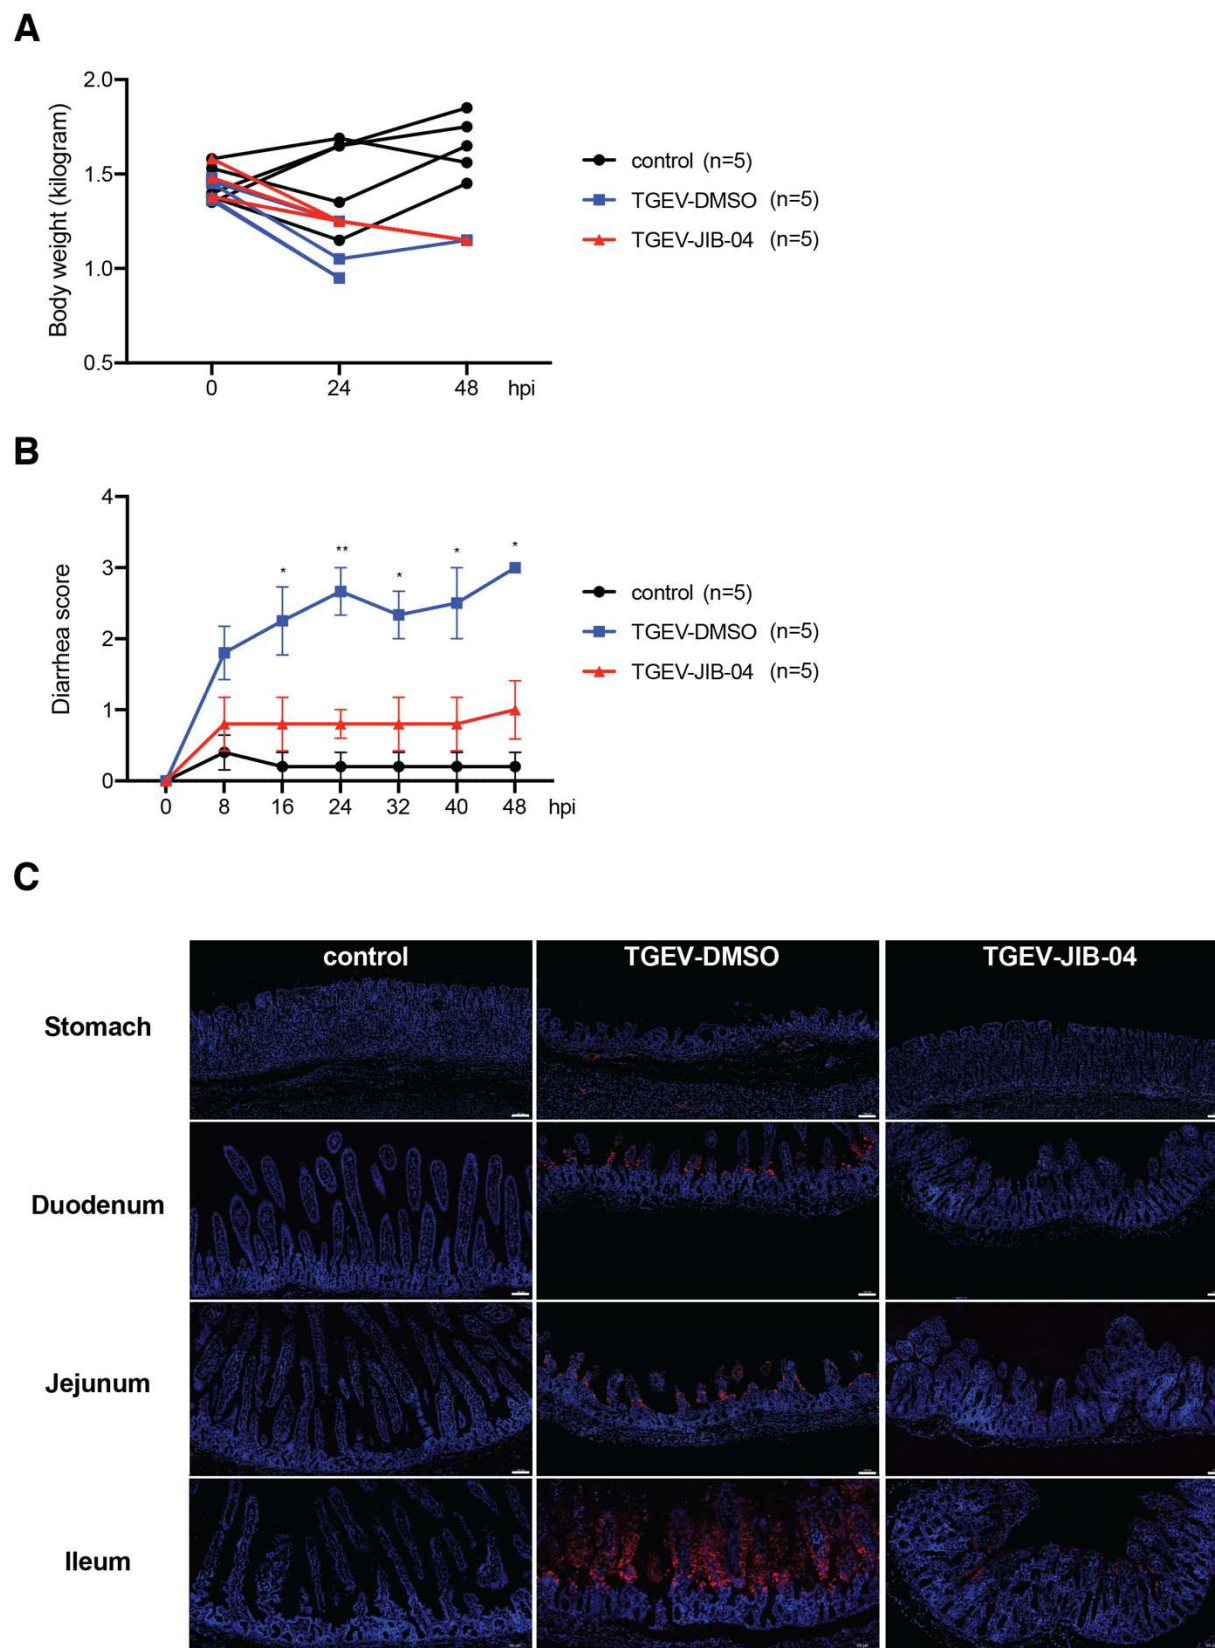 A
2.0
1.5
1.0
0.5
Body weight (kilogram)
0
24
48
hpi
control (n=5)
TGEV-DMSO (n=5)
TGEV-JIB-04 (n=5)
B
4
3
2
1
0
Diarrhea score
*
**
*
*
*
0
8
16
24
32
40
48
hpi
control (n=5)
TGEV-DMSO (n=5)
TGEV-JIB-04 (n=5)
C
control
TGEV-DMSO
TGEV-JIB-04
Stomach
Duodenum
Jejunum
Ileum